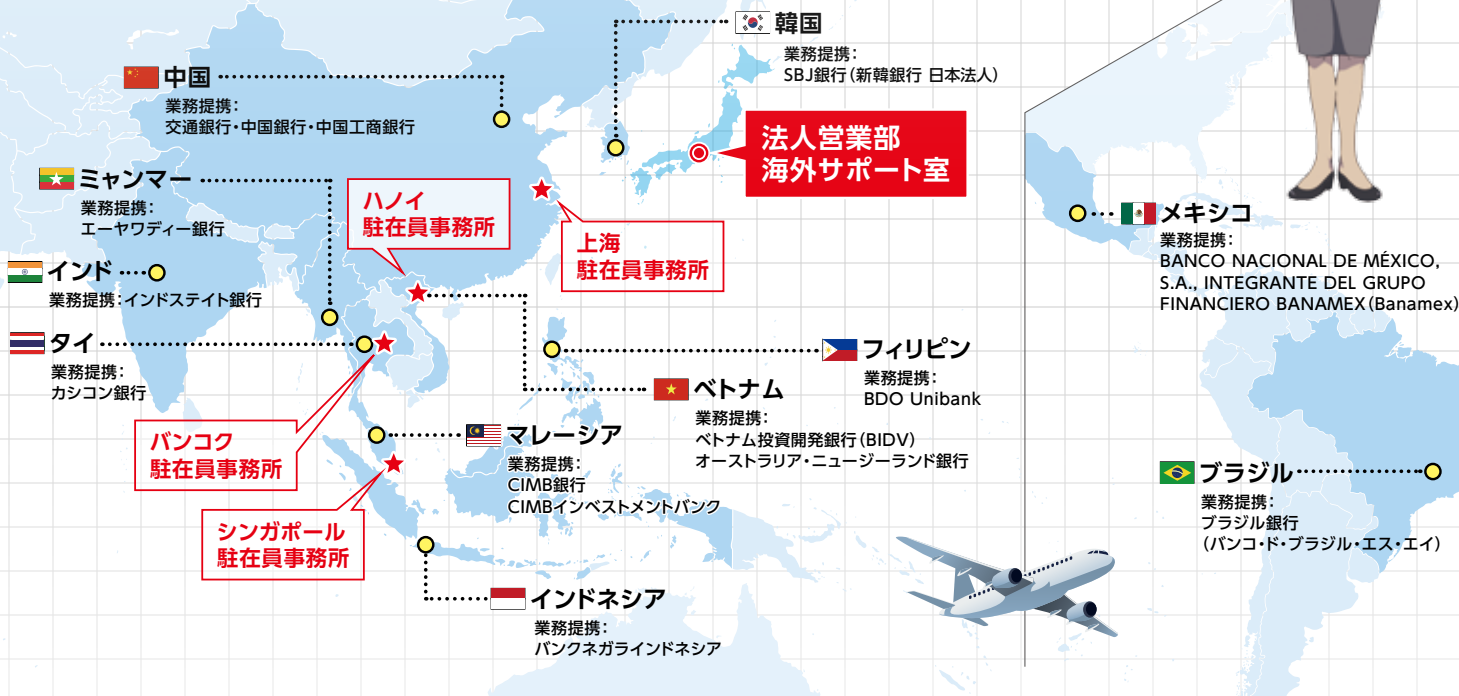 韓国
業務提携：
SBJ銀行（新韓銀行 日本法人）
中国
業務提携：
交通銀行・中国銀行・中国工商銀行
法人営業部
海外サポート室
ミャンマー
業務提携：
エーヤワディー銀行
ハノイ
駐在員事務所
上海
駐在員事務所
インド
業務提携：インドステイト銀行
タイ
業務提携：
カシコン銀行
フィリピン
業務提携：
BDO Unibank
ベトナム
業務提携：
ベトナム投資開発銀行（BIDV）
オーストラリア・ニュージーランド銀行
バンコク
駐在員事務所
マレーシア
業務提携：
CIMB銀行
CIMBインベストメントバンク
シンガポール
駐在員事務所
インドネシア
業務提携：
バンクネガラインドネシア
メキシコ
業務提携：
BANCO NACIONAL DE MÉXICO,
S.A., INTEGRANTE DEL GRUPO
FINANCIERO BANAMEX（Banamex）
ブラジル
業務提携：
ブラジル銀行
（バンコ・ド・ブラジル・エス・エイ）